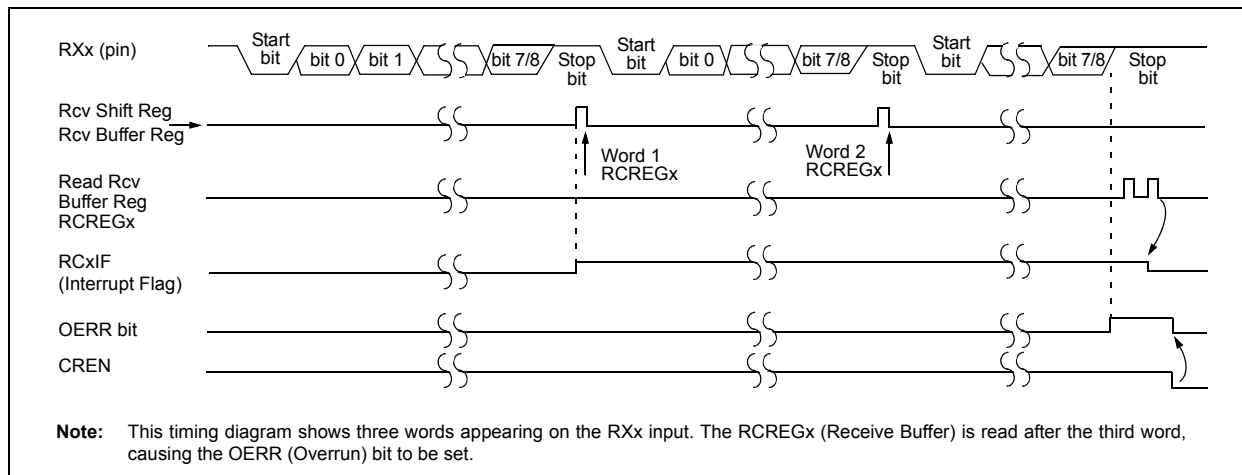 RXx (pin)
Start bit
bit 0
bit 1
bit 7/8
Stop bit
Start bit
bit 0
bit 7/8
Stop bit
Start bit
bit 7/8
Stop bit
Rcv Shift Reg
Rcv Buffer Reg
Word 1
RCREGx
Word 2
RCREGx
Read Rcv
Buffer Reg
RCREGx
RCxIF
(Interrupt Flag)
OERR bit
CREN
Note: This timing diagram shows three words appearing on the RXx input. The RCREGx (Receive Buffer) is read after the third word,
causing the OERR (Overrun) bit to be set.